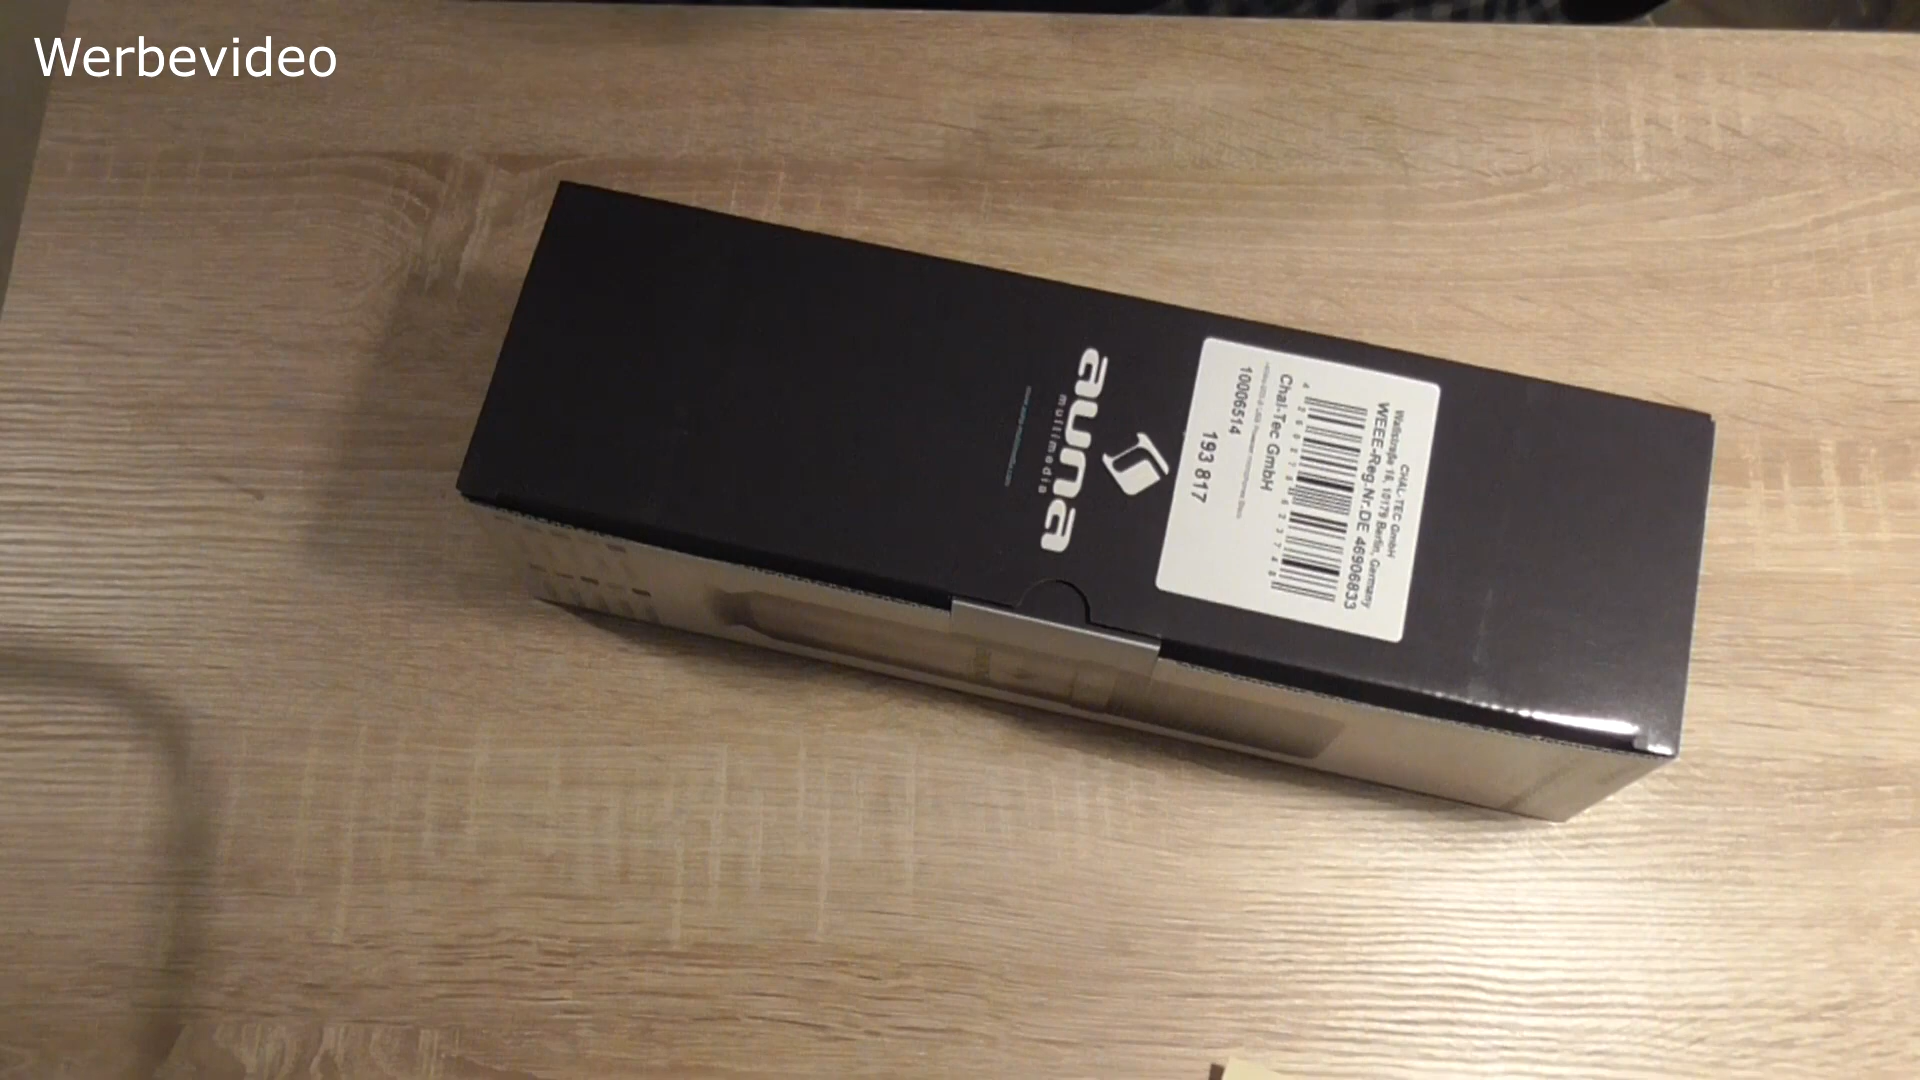 Werbevideo
auna
multimedia
CHAL-TEC GmbH
Wallstraße 16, 10179 Berlin, Germany
WEEE-Reg.Nr.DE 46906833
Chal-Tec GmbH
10006514
193 817